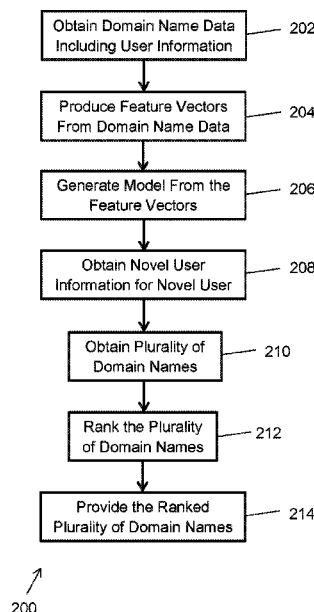 Obtain Domain Name Data
Including User Information
202
Produce Feature Vectors
From Domain Name Data
204
Generate Model From the
Feature Vectors
206
Obtain Novel User
Information for Novel User
208
Obtain Plurality of
Domain Names
210
Rank the Plurality
of Domain Names
212
Provide the Ranked
Plurality of Domain Names
214
200